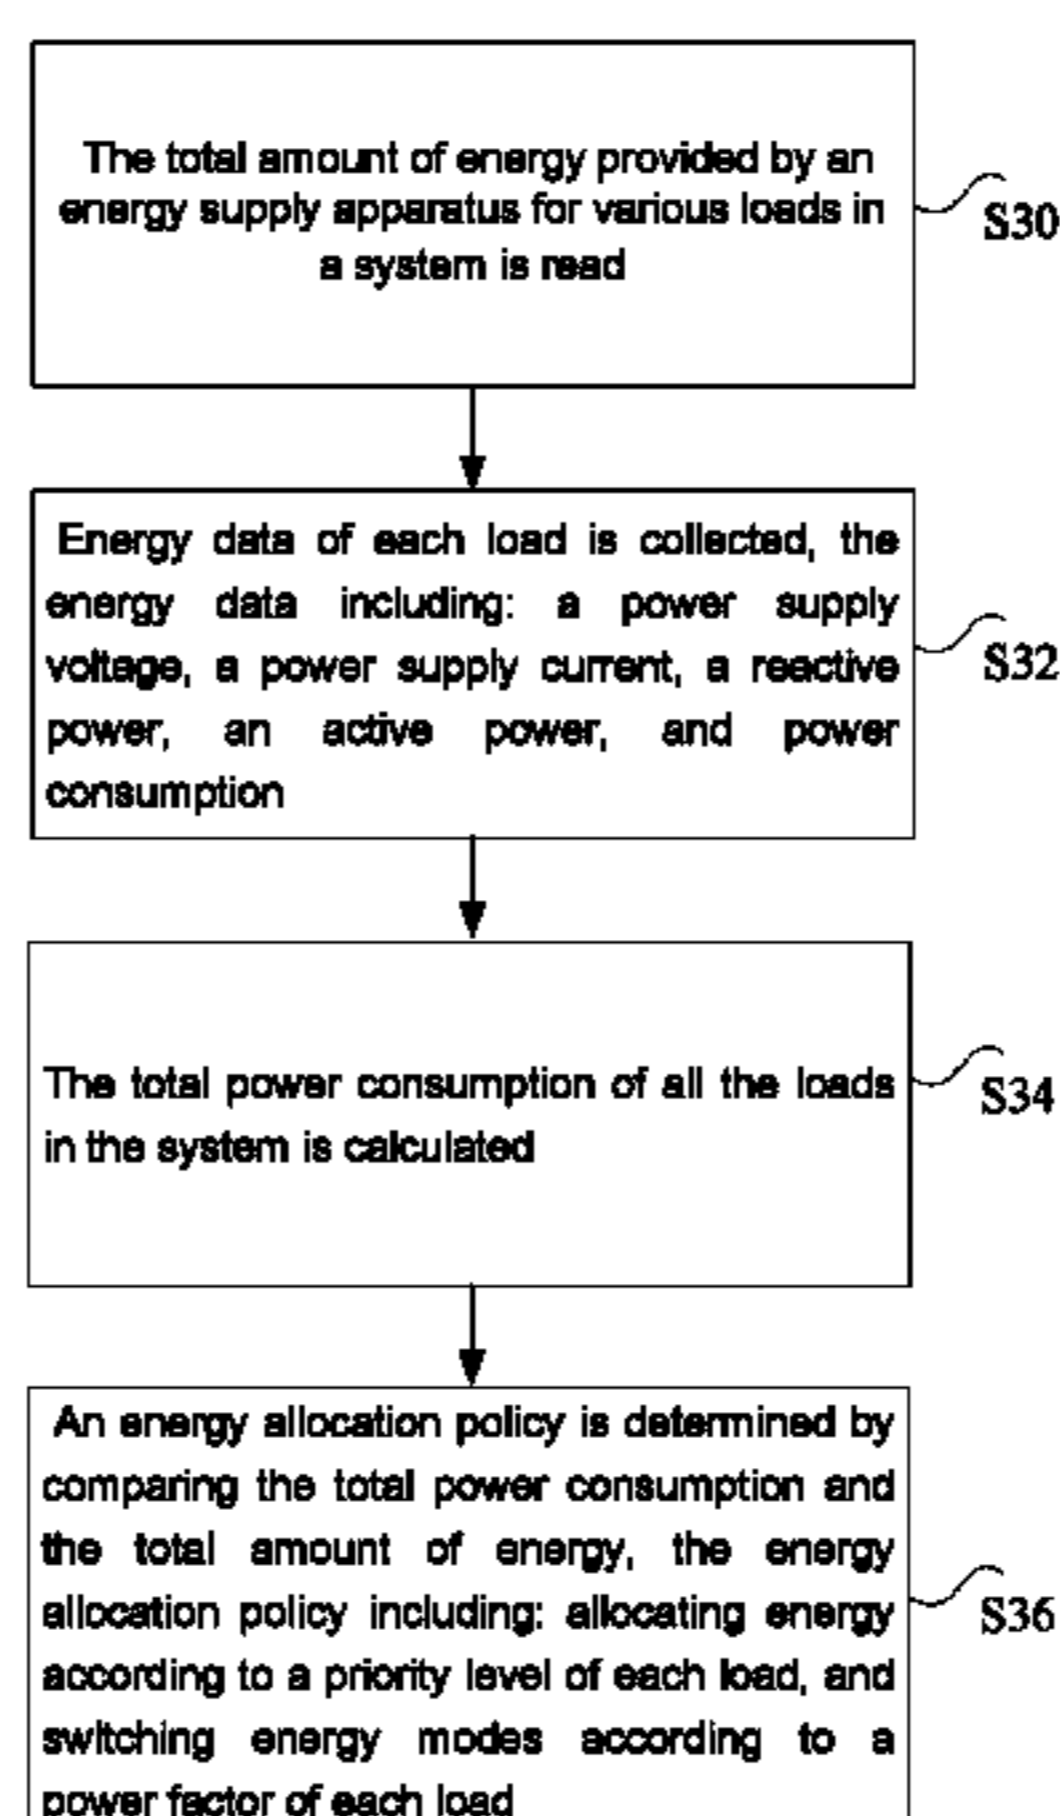 The total amount of energy provided by an
energy supply apparatus for various loads in
a system is read
S30
Energy data of each load is collected, the
energy data including: a power supply
voltage, a power supply current, a reactive
power, an active power, and power
consumption
S32
The total power consumption of all the loads
in the system is calculated
S34
An energy allocation policy is determined by
comparing the total power consumption and
the total amount of energy, the energy
allocation policy including: allocating energy
according to a priority level of each load, and
switching energy modes according to a
power factor of each load
S36